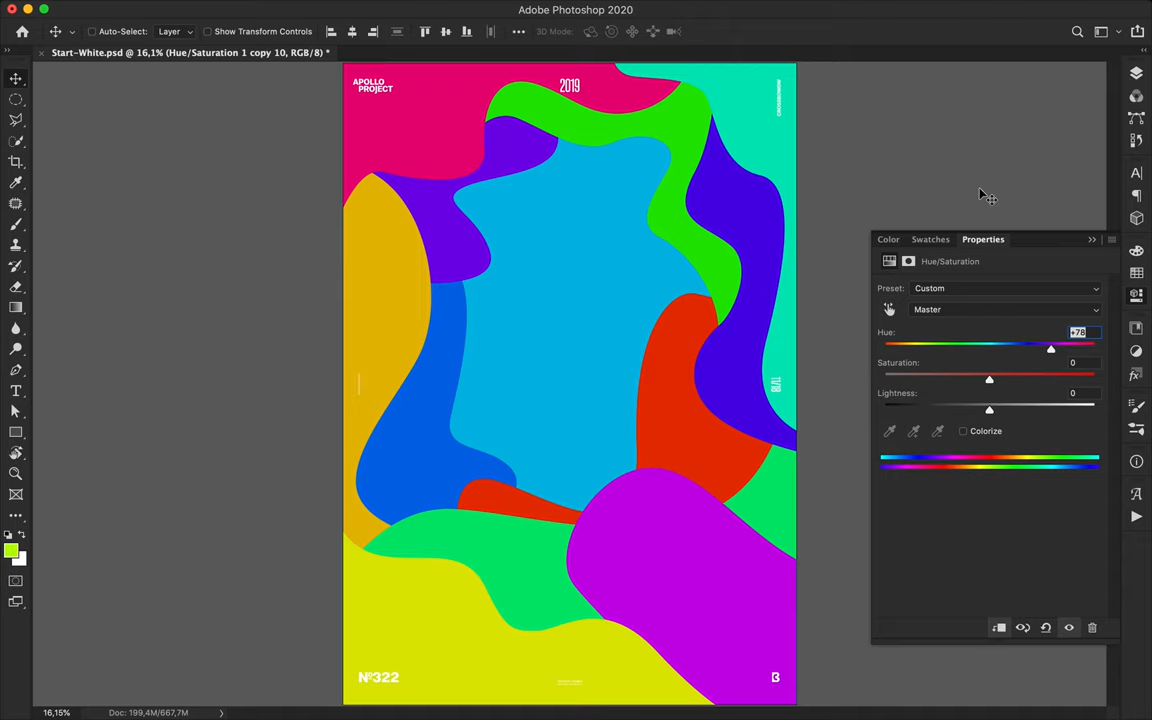 Adobe Photoshop 2020
Auto-Select:
Layer
Show Transform Controls
3D Mode:
Start-White.psd @ 16,1% (Hue/Saturation 1 copy 10, RGB/8) *
APOLLO
PROJECT
2019
11/18
Nº322
B
Color
Swatches
Properties
Hue/Saturation
Preset:
Custom
Master
Hue:
+78
Saturation:
0
Lightness:
0
Colorize
16,15%
Doc: 199,4M/667,7M